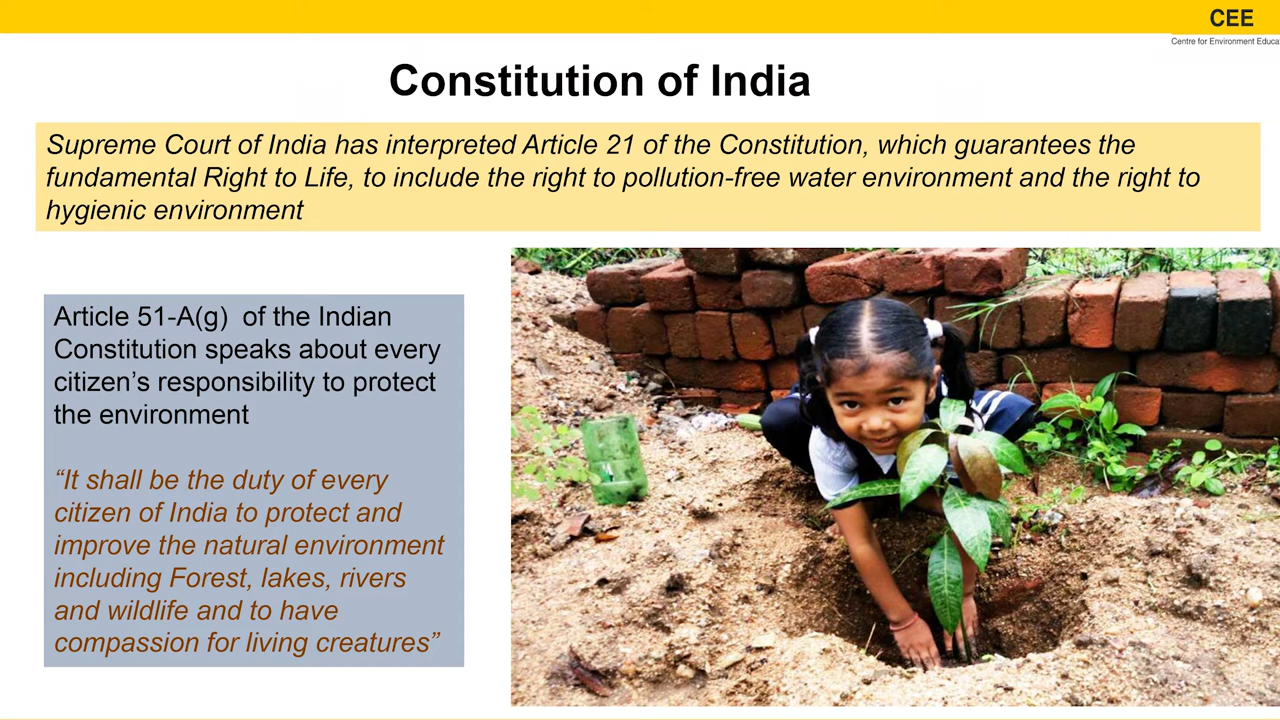 CEE
Centre for Environment Educa
Constitution of India
Supreme Court of India has interpreted Article 21 of the Constitution, which guarantees the
fundamental Right to Life, to include the right to pollution-free water environment and the right to
hygienic environment
Article 51-A(g)  of the Indian
Constitution speaks about every
citizen’s responsibility to protect
the environment
“It shall be the duty of every
citizen of India to protect and
improve the natural environment
including Forest, lakes, rivers
and wildlife and to have
compassion for living creatures”